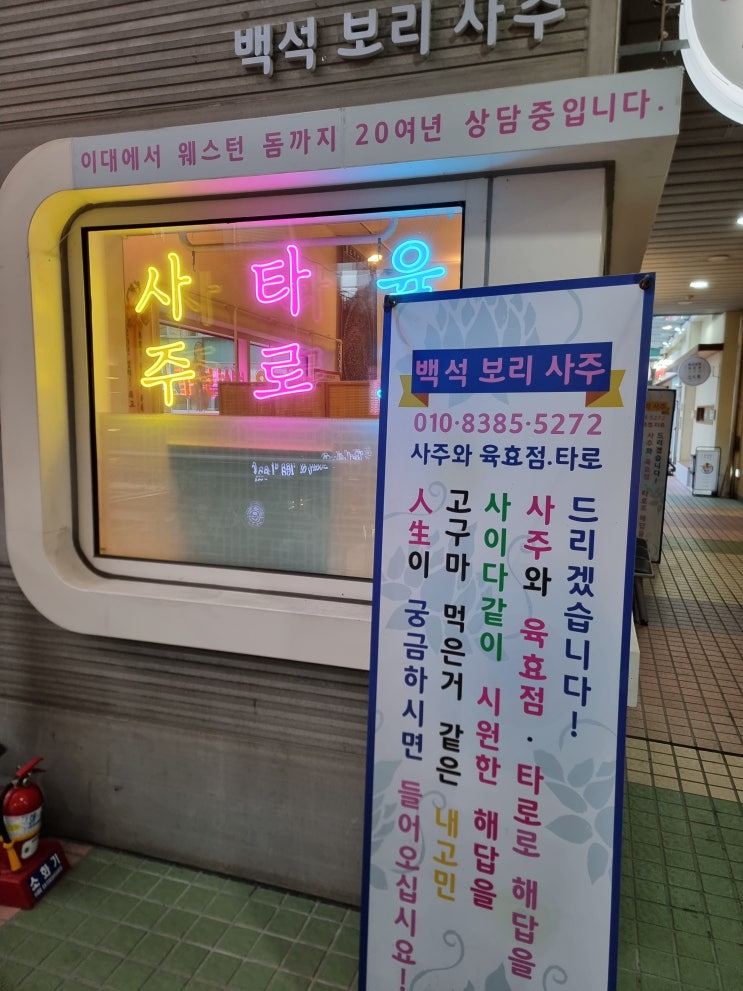 백석 보리 사주
이대에서 웨스턴 돔까지 20여년 상담중입니다.
사주
타로
육
백석 보리 사주
010·8385·5272
사주와 육효점.타로
人生이 궁금하시면 들어오십시요!
고구마 먹은거 같은 내고민
사이다같이 시원한 해답을
사주와 육효점·타로로 해답을
드리겠습니다!
소화기